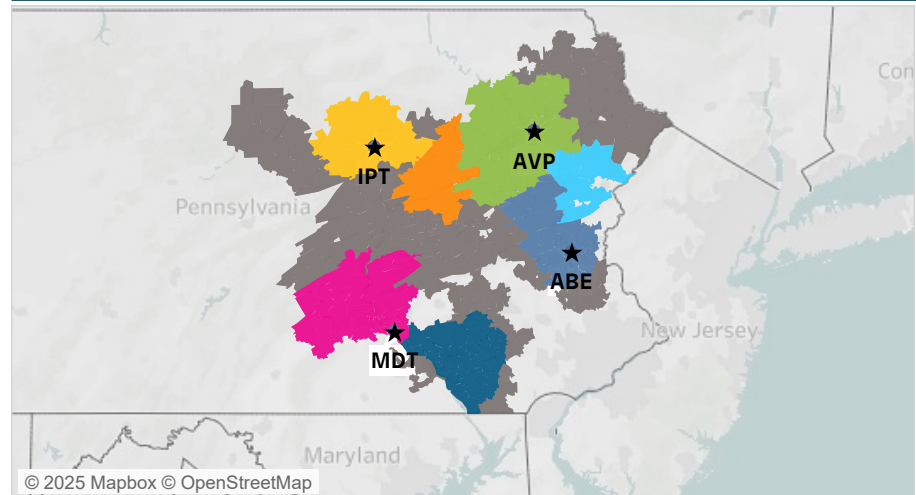 Con
AVP
IPT
Pennsylvania
ABE
New Jersey
MDT
Maryland
© 2025 Mapbox © OpenStreetMap